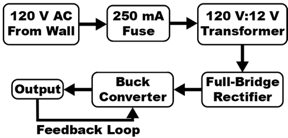 120 V AC
From Wall
250 mA
Fuse
120 V:12 V
Transformer
Full-Bridge
Rectifier
Buck
Converter
Output
Feedback Loop